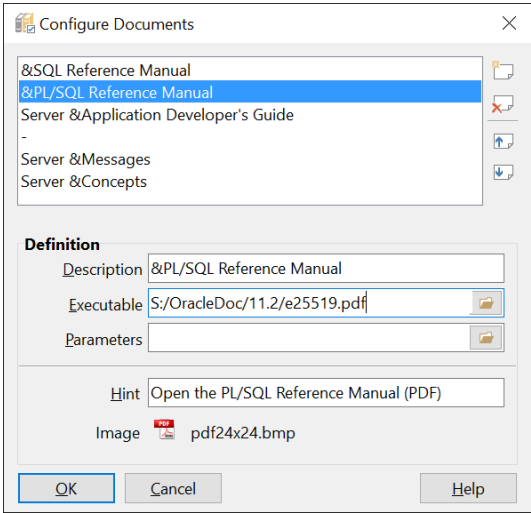 Configure Documents
&SQL Reference Manual
&PL/SQL Reference Manual
Server &Application Developer's Guide
-
Server &Messages
Server &Concepts
Definition
Description &PL/SQL Reference Manual
Executable S:/OracleDoc/11.2/e25519.pdf
Parameters
Hint Open the PL/SQL Reference Manual (PDF)
Image PDF pdf24x24.bmp
OK Cancel Help